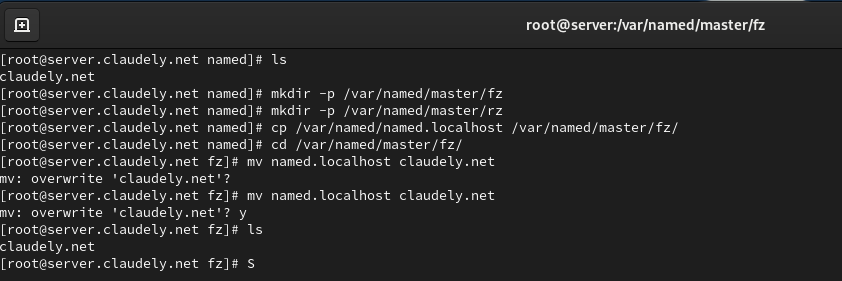 root@server:/var/named/master/fz
[root@server.claudely.net named]# ls
claudely.net
[root@server.claudely.net named]# mkdir -p /var/named/master/fz
[root@server.claudely.net named]# mkdir -p /var/named/master/rz
[root@server.claudely.net named]# cp /var/named/named.localhost /var/named/master/fz/
[root@server.claudely.net named]# cd /var/named/master/fz/
[root@server.claudely.net fz]# mv named.localhost claudely.net
mv: overwrite 'claudely.net'?
[root@server.claudely.net fz]# mv named.localhost claudely.net
mv: overwrite 'claudely.net'? y
[root@server.claudely.net fz]# ls
claudely.net
[root@server.claudely.net fz]# S